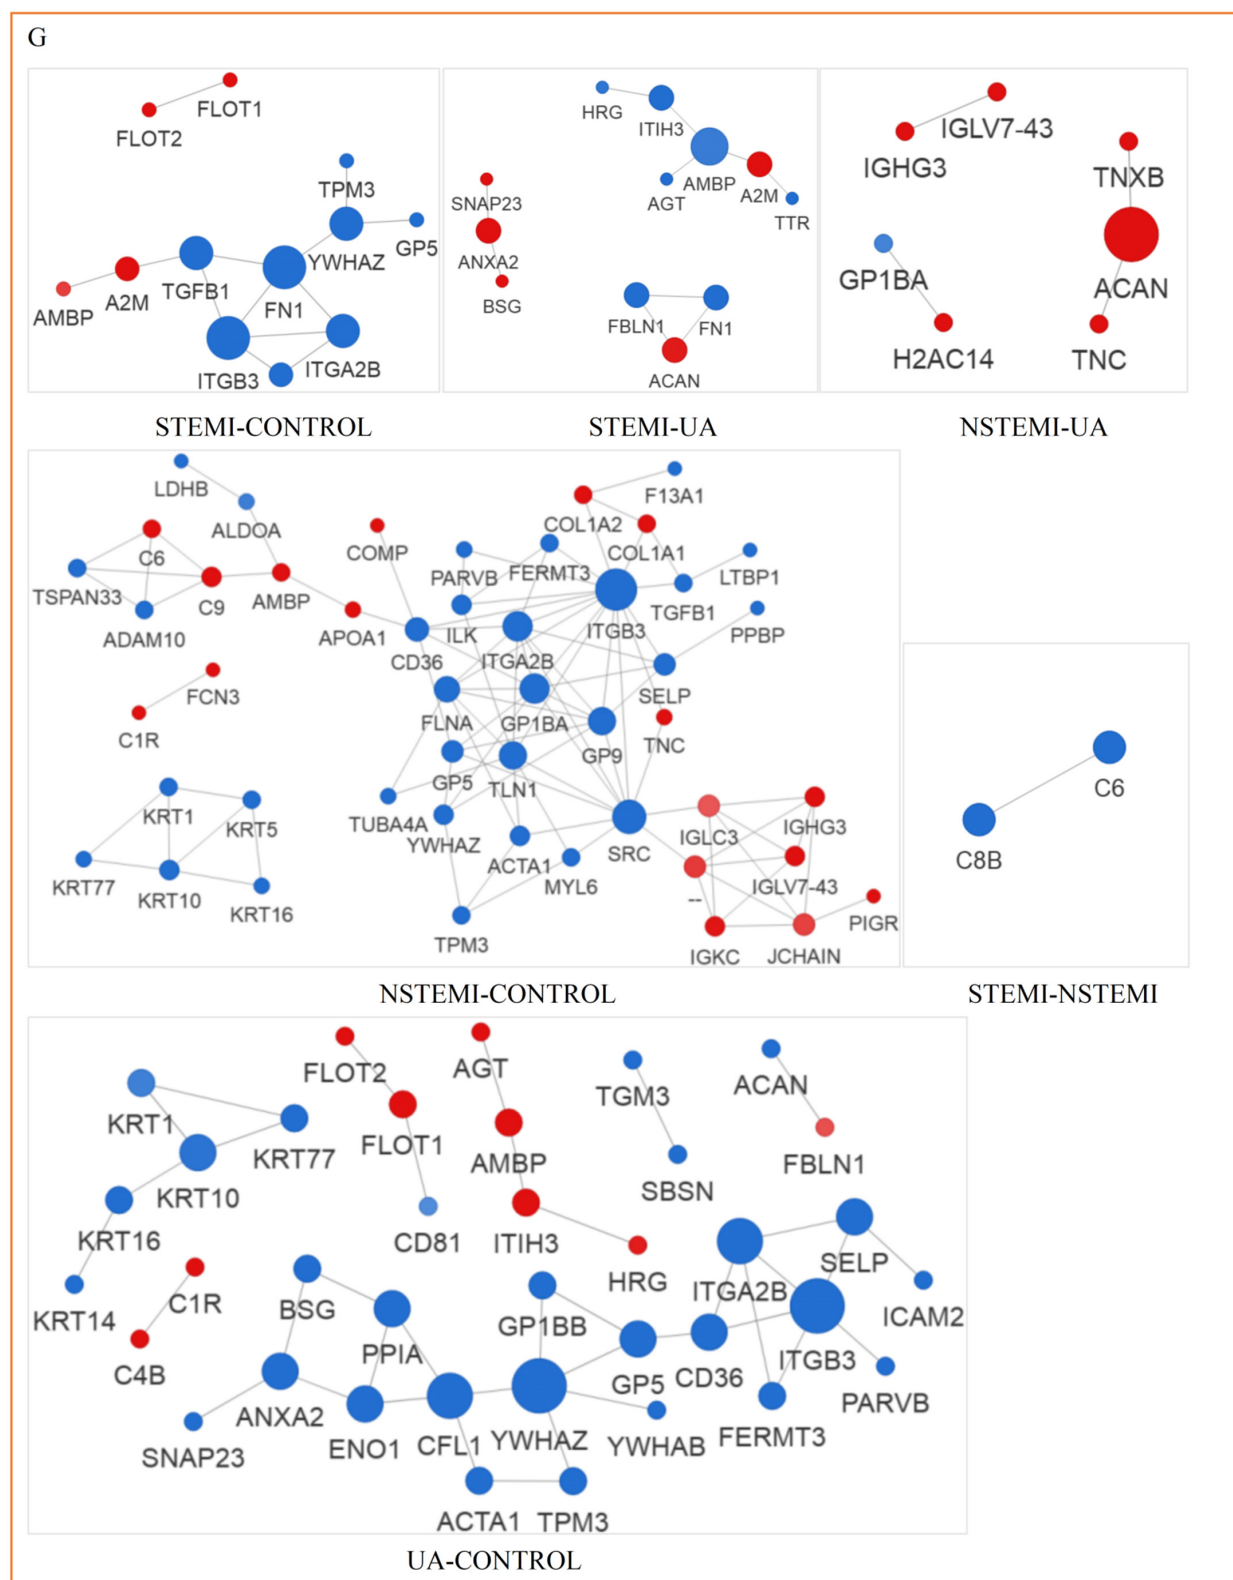 G
FLOT1
FLOT2
TPM3
GP5
YWHAZ
TGFB1
A2M
FN1
AMBP
ITGA2B
ITGB3
STEMI-CONTROL
HRG
ITIH3
AMBP
A2M
AGT
TTR
SNAP23
ANXA2
BSG
FBLN1
FN1
ACAN
STEMI-UA
IGLV7-43
IGHG3
TNXB
GP1BA
ACAN
H2AC14
TNC
NSTEMI-UA
LDHB
ALDOA
C6
TSPAN33
C9
AMBP
ADAM10
APOA1
COMP
FCN3
C1R
KRT1
KRT5
KRT77
KRT10
KRT16
F13A1
COL1A2
COL1A1
PARVB
FERMT3
LTBP1
TGFB1
ILK
ITGB3
PPBP
CD36
ITGA2B
SELP
FLNA
GP1BA
TNC
GP9
GP5
TLN1
TUBA4A
YWHAZ
SRC
ACTA1
MYL6
TPM3
IGLC3
IGHG3
IGLV7-43
--
PIGR
IGKC
JCHAIN
NSTEMI-CONTROL
C6
C8B
STEMI-NSTEMI
FLOT2
AGT
TGM3
ACAN
KRT1
KRT77
FLOT1
AMBP
FBLN1
KRT10
SBSN
KRT16
CD81
ITIH3
HRG
SELP
ITGA2B
C1R
BSG
GP1BB
ICAM2
KRT14
PPIA
ITGB3
C4B
GP5
CD36
PARVB
ANXA2
ENO1
CFL1
YWHAZ
YWHAB
FERMT3
SNAP23
ACTA1
TPM3
UA-CONTROL